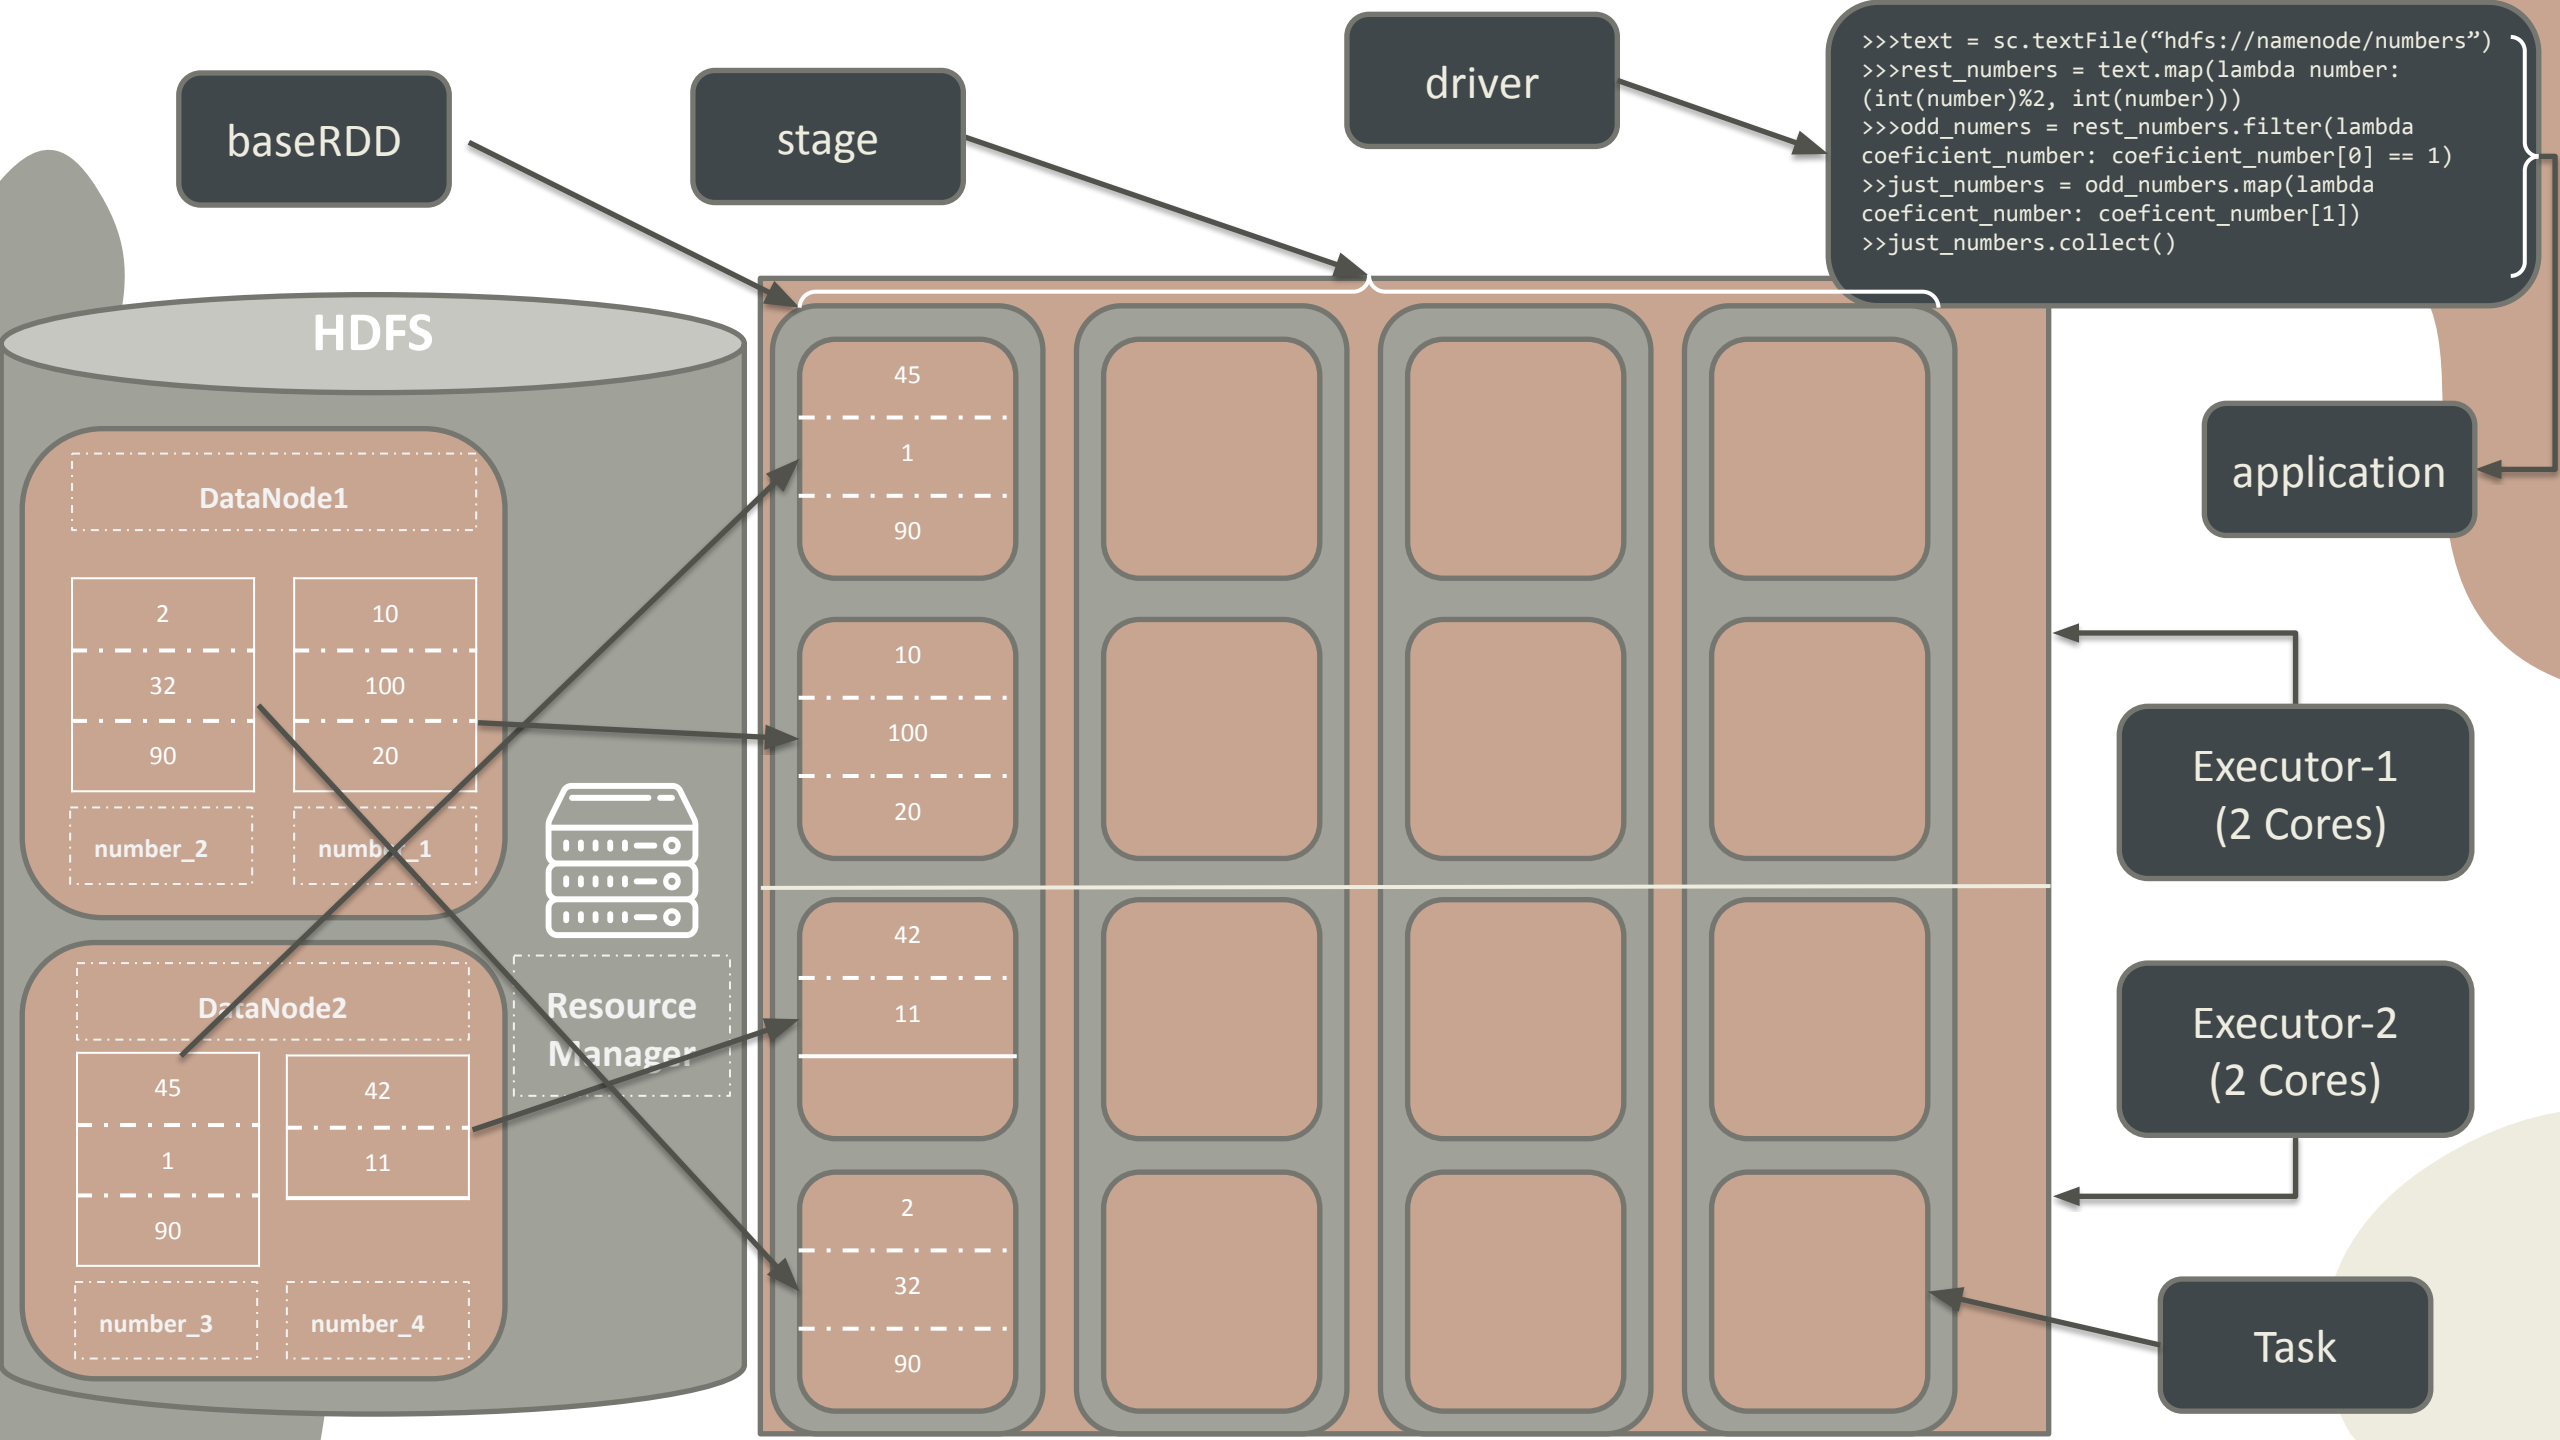 baseRDD
stage
driver
>>>text = sc.textFile(“hdfs://namenode/numbers”)
>>>rest_numbers = text.map(lambda number:
(int(number)%2, int(number)))
>>>odd_numers = rest_numbers.filter(lambda
coeficient_number: coeficient_number[0] == 1)
>>just_numbers = odd_numbers.map(lambda
coeficent_number: coeficent_number[1])
>>just_numbers.collect()
HDFS
DataNode1
2
32
90
number_2
10
100
20
number_1
DataNode2
45
1
90
number_3
42
11
number_4
Resource
Manager
45
1
90
10
100
20
42
11
2
32
90
application
Executor-1
(2 Cores)
Executor-2
(2 Cores)
Task